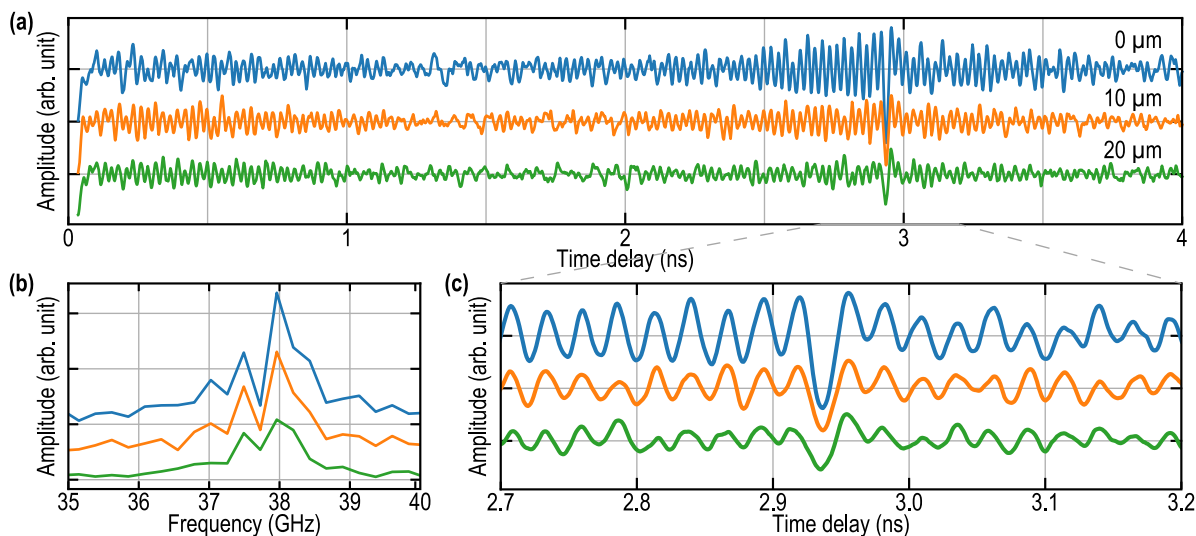 (a)
Amplitude (arb. unit)
0 µm
10 µm
20 µm
0 1 2 3 4
Time delay (ns)
(b)
Amplitude (arb. unit)
35 36 37 38 39 40
Frequency (GHz)
(c)
Amplitude (arb. unit)
2.7 2.8 2.9 3.0 3.1 3.2
Time delay (ns)